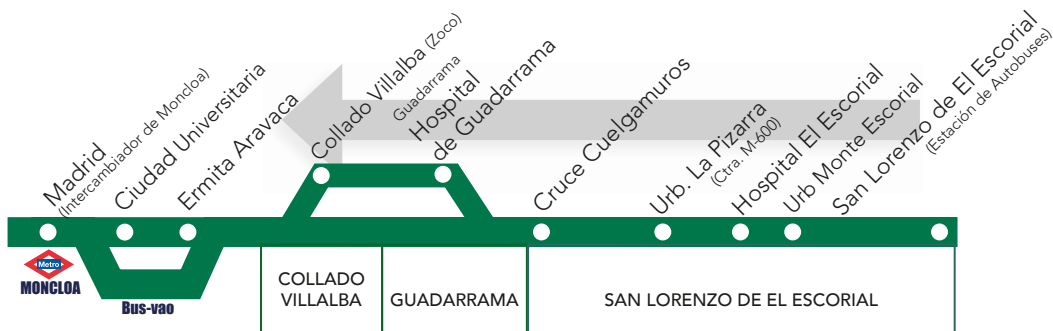 Madrid
(Intercambiador de Moncloa)
Ciudad Universitaria
Ermita Aravaca
Collado Villalba (Zoco)
Guadarrama
Hospital
de Guadarrama
Cruce Cuelgamuros
Urb. La Pizarra
(Ctra. M-600)
Hospital El Escorial
Urb Monte Escorial
San Lorenzo de El Escorial
(Estación de Autobuses)
Metro
MONCLOA
Bus-vao
COLLADO
VILLALBA
GUADARRAMA
SAN LORENZO DE EL ESCORIAL